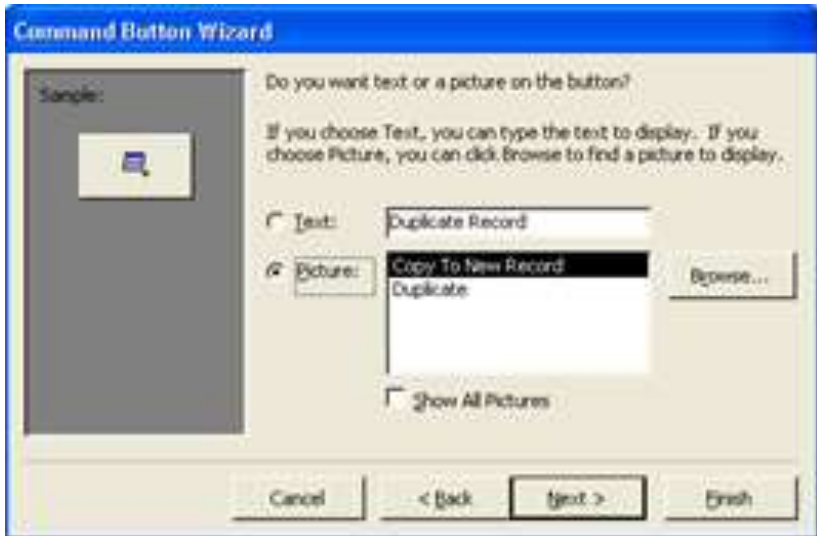 Command Button Wizard
Sample:
Do you want text or a picture on the button?
If you choose Text, you can type the text to display. If you
choose Picture, you can click Browse to find a picture to display.
Text:
Duplicate Record
Picture:
Copy To New Record
Duplicate
Browse...
Show All Pictures
Cancel
< Back
Next >
Finish